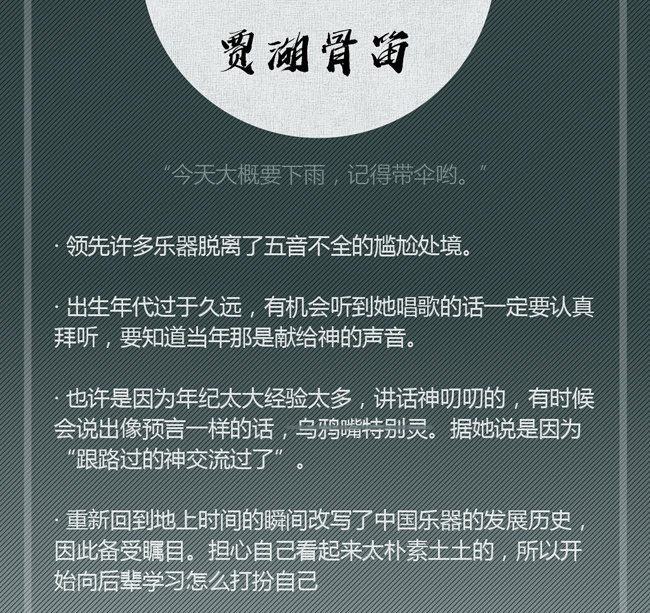 贾湖骨笛
“今天大概要下雨，记得带伞哟。”
· 领先许多乐器脱离了五音不全的尴尬处境。
· 出生年代过于久远，有机会听到她唱歌的话一定要认真
拜听，要知道当年那是献给神的声音。
· 也许是因为年纪太大经验太多，讲话神叨叨的，有时候
会说出像预言一样的话，乌鸦嘴特别灵。据她说是因为
“跟路过的神交流过了”。
· 重新回到地上时间的瞬间改写了中国乐器的发展历史，
因此备受瞩目。担心自己看起来太朴素土土的，所以开
始向后辈学习怎么打扮自己